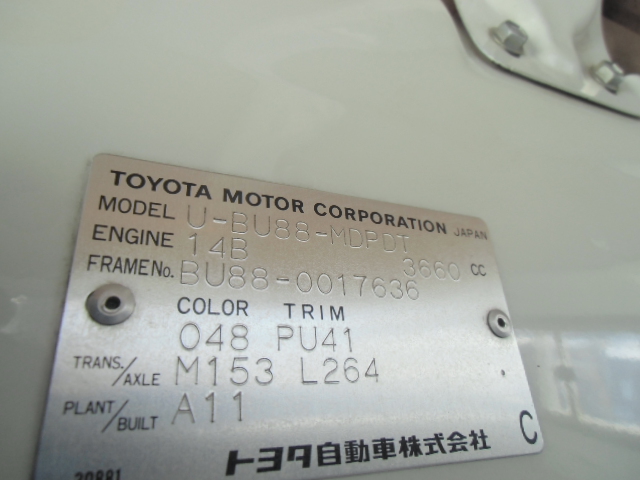 TOYOTA MOTOR CORPORATION JAPAN
MODEL U-BU88-MDPDT
ENGINE 14B 3660 CC
FRAME No. BU88-0017636
COLOR TRIM
048 PU41
TRANS./AXLE M153 L264
PLANT/BUILT A11
トヨタ自動車株式会社 C